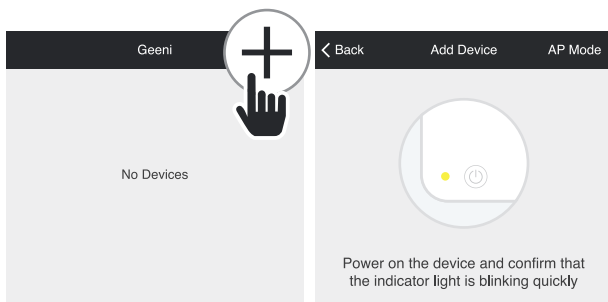 Geeni
No Devices
Back
Add Device
AP Mode
Power on the device and confirm that
the indicator light is blinking quickly